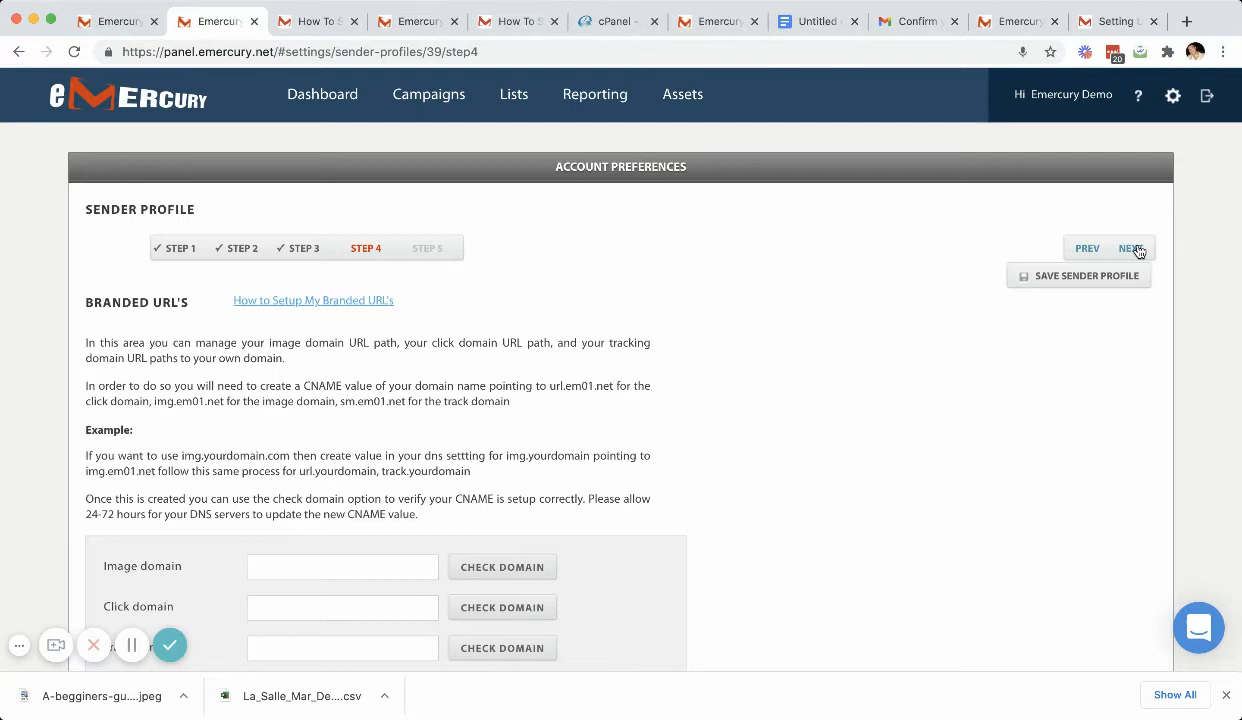 Emercury
Emercury
How To S
Emercury
How To S
cPanel -
Emercury
Untitled
Confirm
Emercury
Setting U
https://panel.emercury.net/#settings/sender-profiles/39/step4
20
eMERCURY
Dashboard
Campaigns
Lists
Reporting
Assets
Hi Emercury Demo
?
ACCOUNT PREFERENCES
SENDER PROFILE
✓ STEP 1
✓ STEP 2
✓ STEP 3
STEP 4
STEP 5
PREV
NEXT
SAVE SENDER PROFILE
BRANDED URL'S
How to Setup My Branded URL's
In this area you can manage your image domain URL path, your click domain URL path, and your tracking
domain URL paths to your own domain.
In order to do so you will need to create a CNAME value of your domain name pointing to url.em01.net for the
click domain, img.em01.net for the image domain, sm.em01.net for the track domain
Example:
If you want to use img.yourdomain.com then create value in your dns settting for img.yourdomain pointing to
img.em01.net follow this same process for url.yourdomain, track.yourdomain
Once this is created you can use the check domain option to verify your CNAME is setup correctly. Please allow
24-72 hours for your DNS servers to update the new CNAME value.
Image domain
CHECK DOMAIN
Click domain
CHECK DOMAIN
CHECK DOMAIN
A-begginers-gu....jpeg
La_Salle_Mar_De....csv
Show All